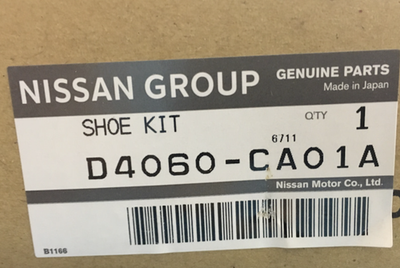 NISSAN GROUP GENUINE PARTS
Made in Japan
SHOE KIT QTY 1
6711
D4060-CA01A
Nissan Motor Co., Ltd.
B1166